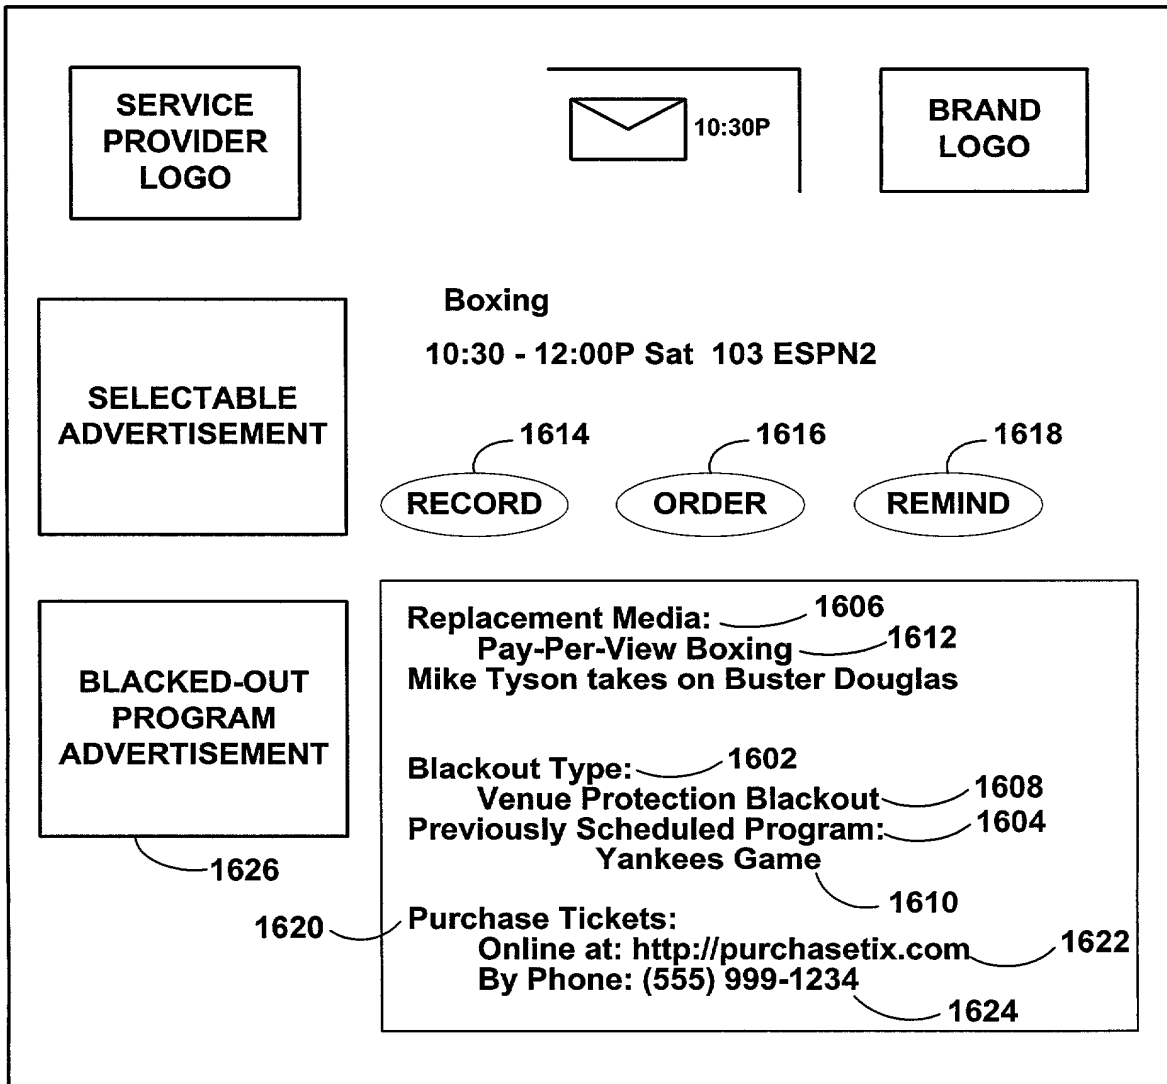 SERVICE
PROVIDER
LOGO
10:30P
BRAND
LOGO
Boxing
10:30 - 12:00P Sat 103 ESPN2
SELECTABLE
ADVERTISEMENT
1614
1616
1618
RECORD
ORDER
REMIND
Replacement Media: 1606
Pay-Per-View Boxing 1612
Mike Tyson takes on Buster Douglas
BLACKED-OUT
PROGRAM
ADVERTISEMENT
1626
Blackout Type: 1602
Venue Protection Blackout 1608
Previously Scheduled Program: 1604
Yankees Game
1610
1620 Purchase Tickets:
Online at: http://purchasetix.com 1622
By Phone: (555) 999-1234
1624